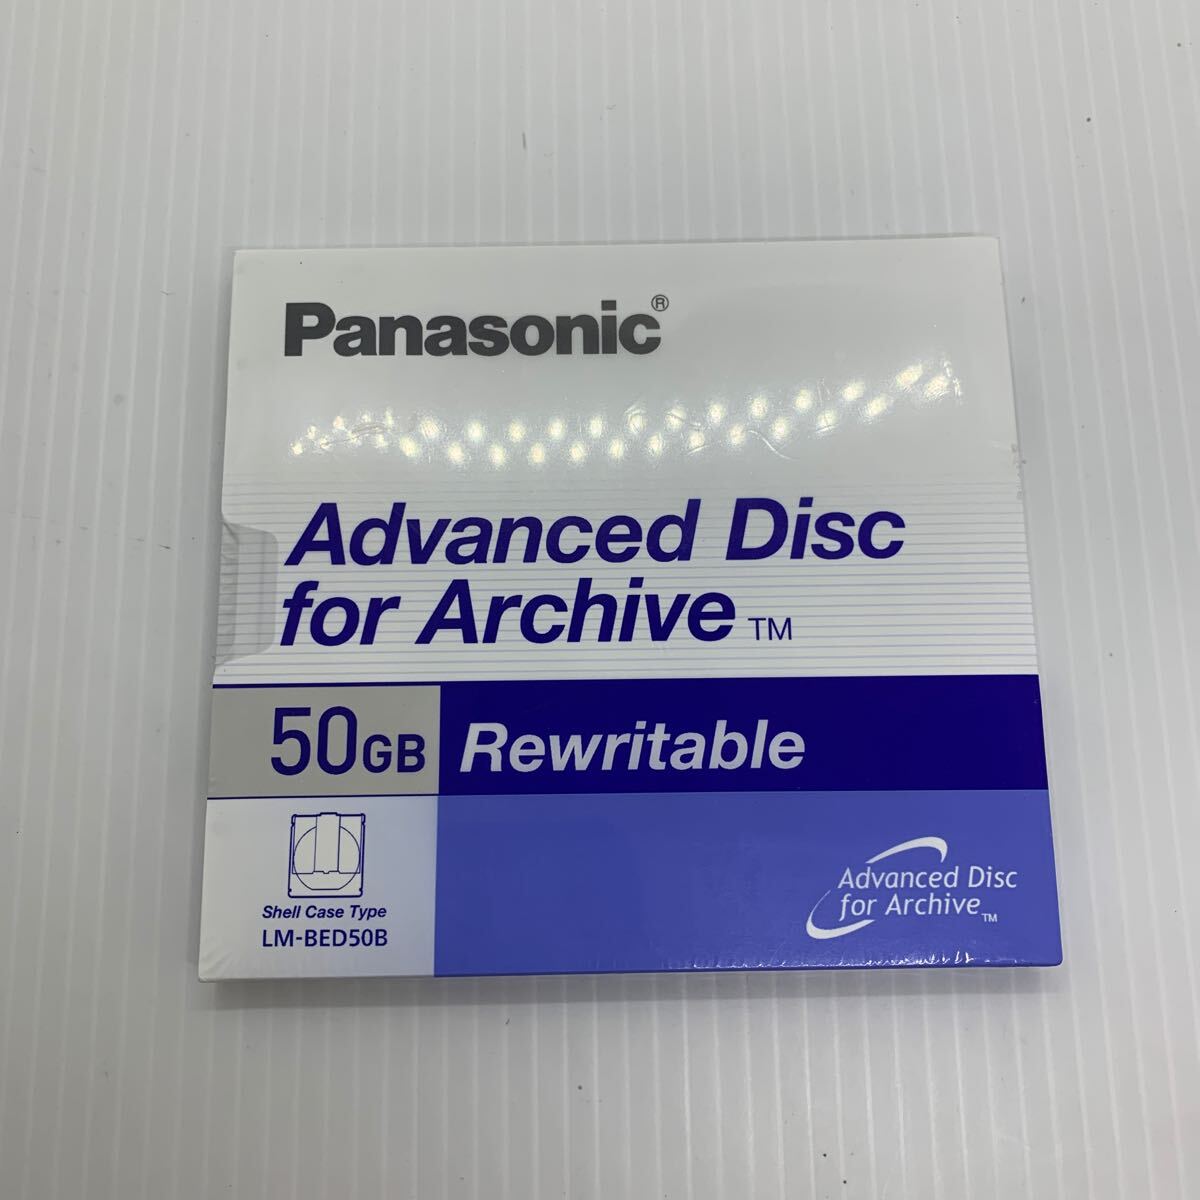 Panasonic®
Advanced Disc
for Archive™
50GB Rewritable
Shell Case Type
LM-BED50B
Advanced Disc
for Archive™